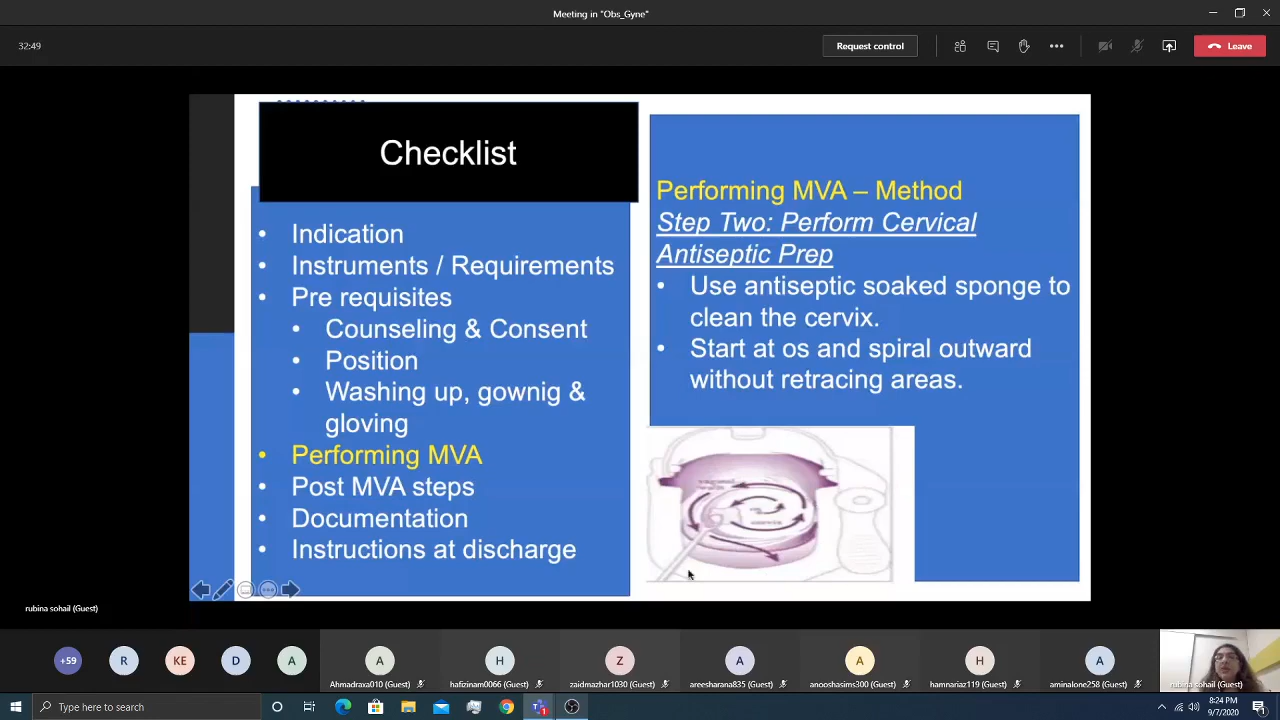 Meeting in "Obs_Gyne"
32:49
Request control
Leave
Checklist
• Indication
• Instruments / Requirements
• Pre requisites
• Counseling & Consent
• Position
• Washing up, gownig &
gloving
• Performing MVA
• Post MVA steps
• Documentation
• Instructions at discharge
Performing MVA – Method
Step Two: Perform Cervical
Antiseptic Prep
• Use antiseptic soaked sponge to
clean the cervix.
• Start at os and spiral outward
without retracing areas.
rubina sohail (Guest)
+59
R
KE
D
A
A
H
Z
A
A
H
A
Ahmadraxa010 (Guest)
hafizinam0066 (Guest)
zaidmazhar1030 (Guest)
areesharana835 (Guest)
anooshasims300 (Guest)
hamnariaz119 (Guest)
aminalone258 (Guest)
rubina sohail (Guest)
Type here to search
8:24 PM
9/7/2020